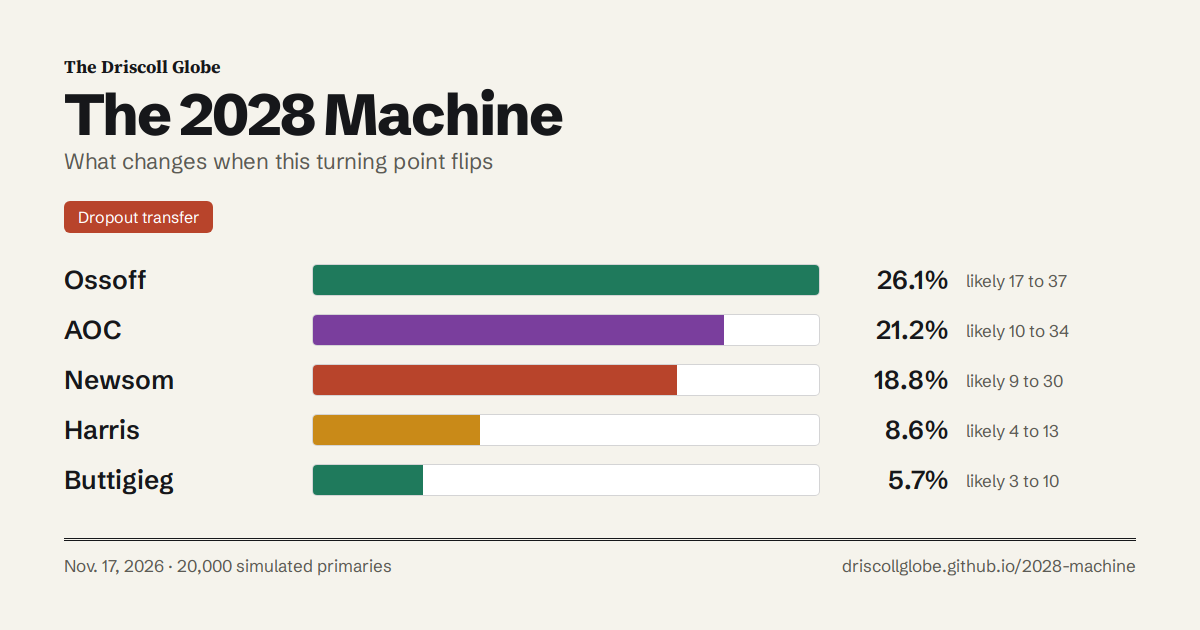 The Driscoll Globe
The 2028 Machine
What changes when this turning point flips
Dropout transfer
Ossoff 26.1% likely 17 to 37
AOC 21.2% likely 10 to 34
Newsom 18.8% likely 9 to 30
Harris 8.6% likely 4 to 13
Buttigieg 5.7% likely 3 to 10
Nov. 17, 2026 · 20,000 simulated primaries driscollglobe.github.io/2028-machine